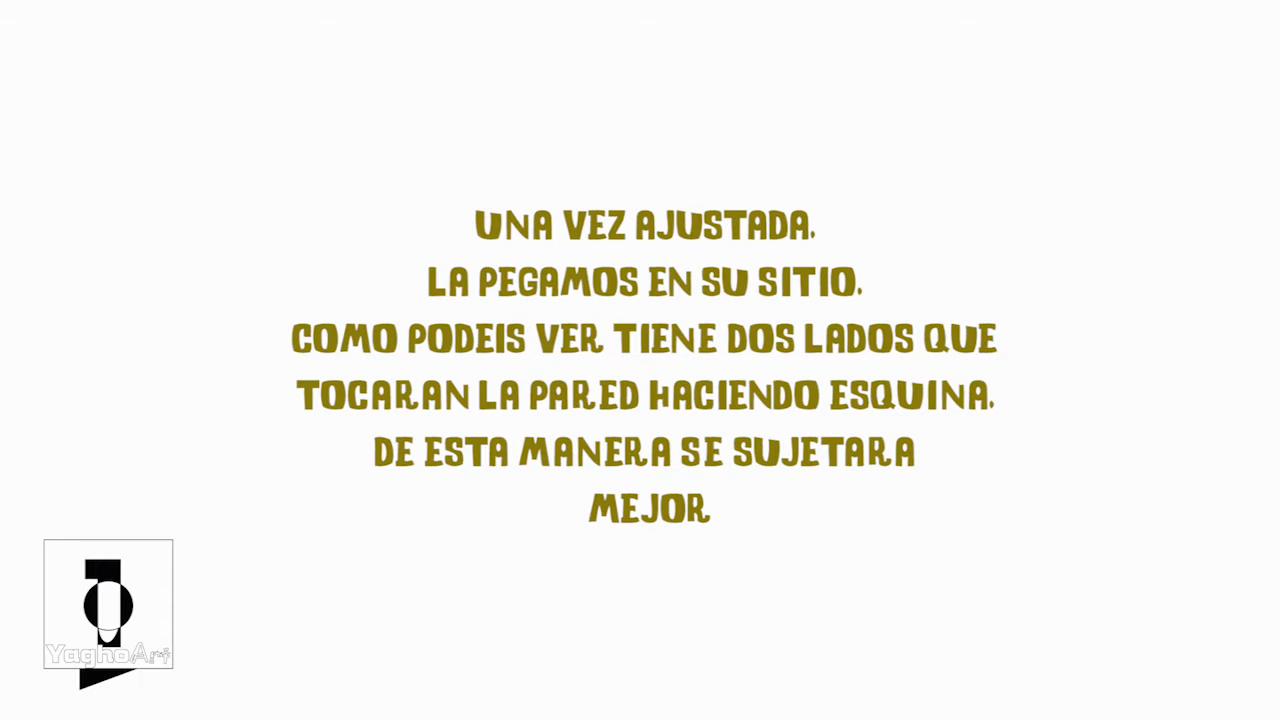 UNA VEZ AJUSTADA,
LA PEGAMOS EN SU SITIO.
COMO PODEIS VER TIENE DOS LADOS QUE
TOCARAN LA PARED HACIENDO ESQUINA.
DE ESTA MANERA SE SUJETARA
MEJOR
YaghoArt